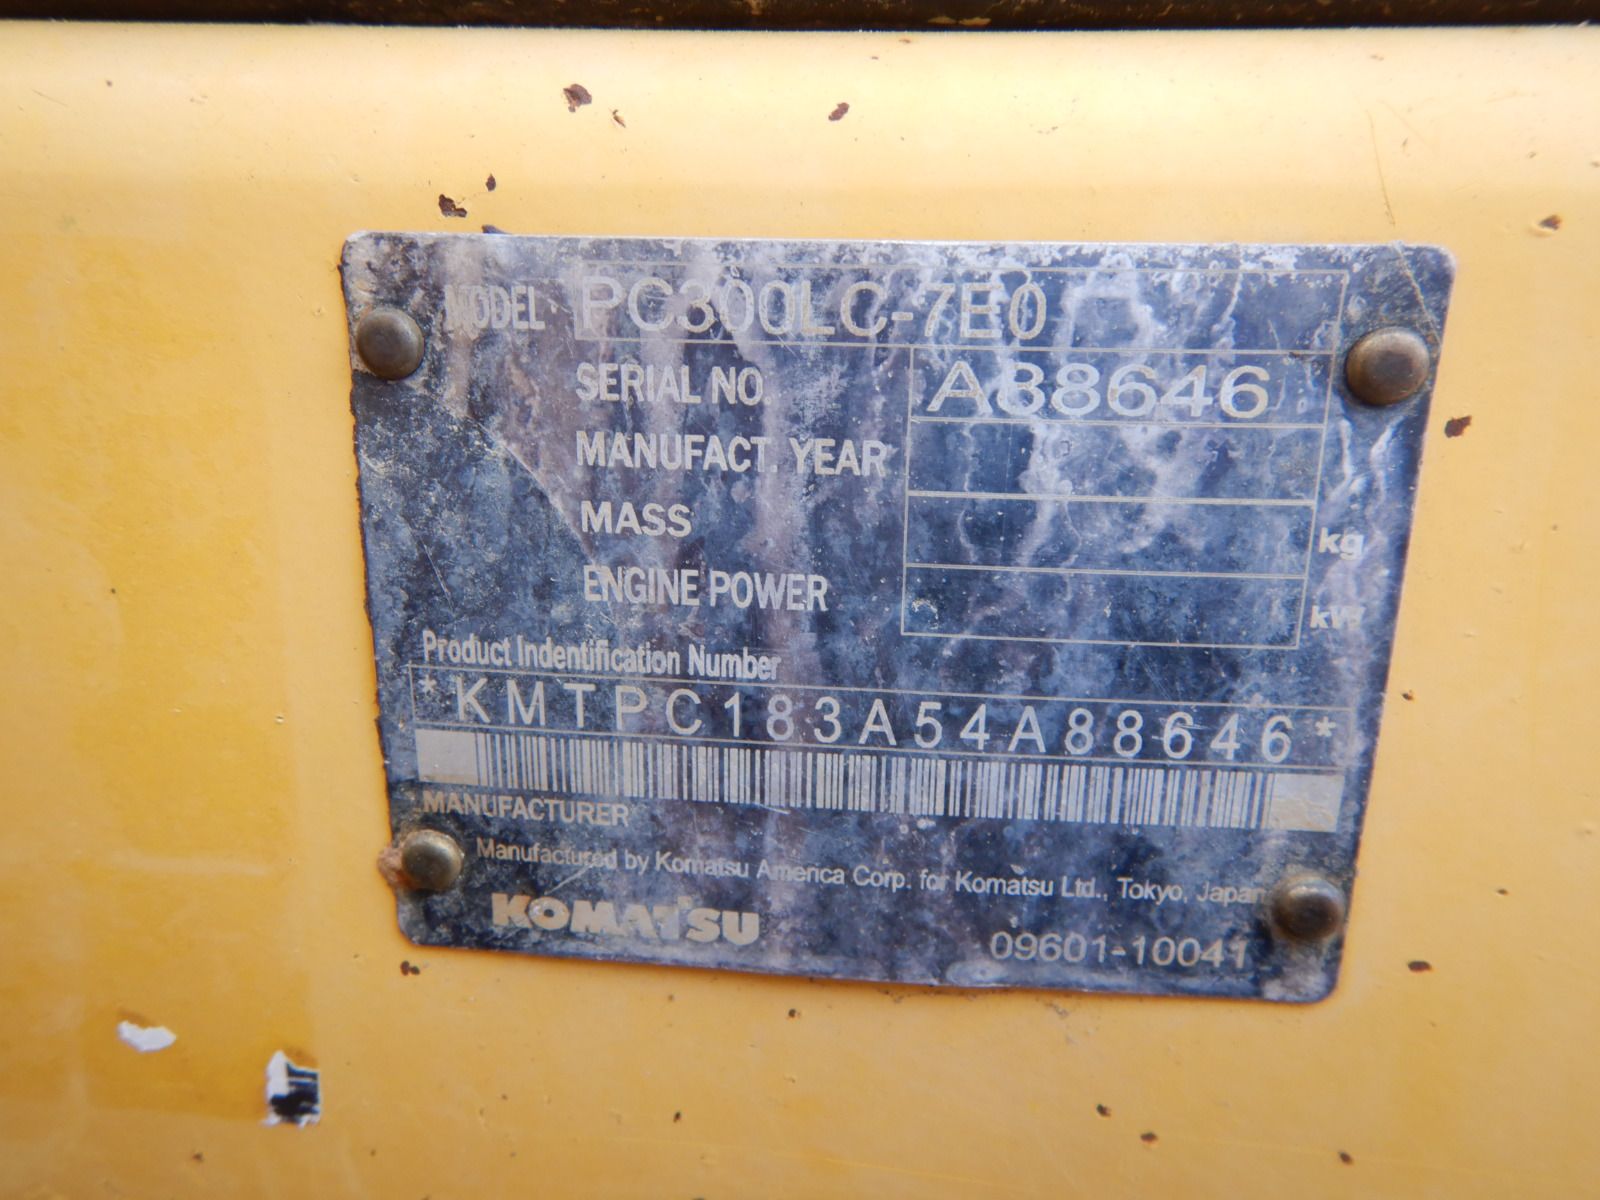 MODEL PC300LC-7E0
SERIAL NO. A88646
MANUFACT. YEAR
MASS kg
ENGINE POWER kW
Product Indentification Number
*KMTPC183A54A88646*
MANUFACTURER
Manufactured by Komatsu America Corp. for Komatsu Ltd., Tokyo, Japan
KOMATSU
09601-10041